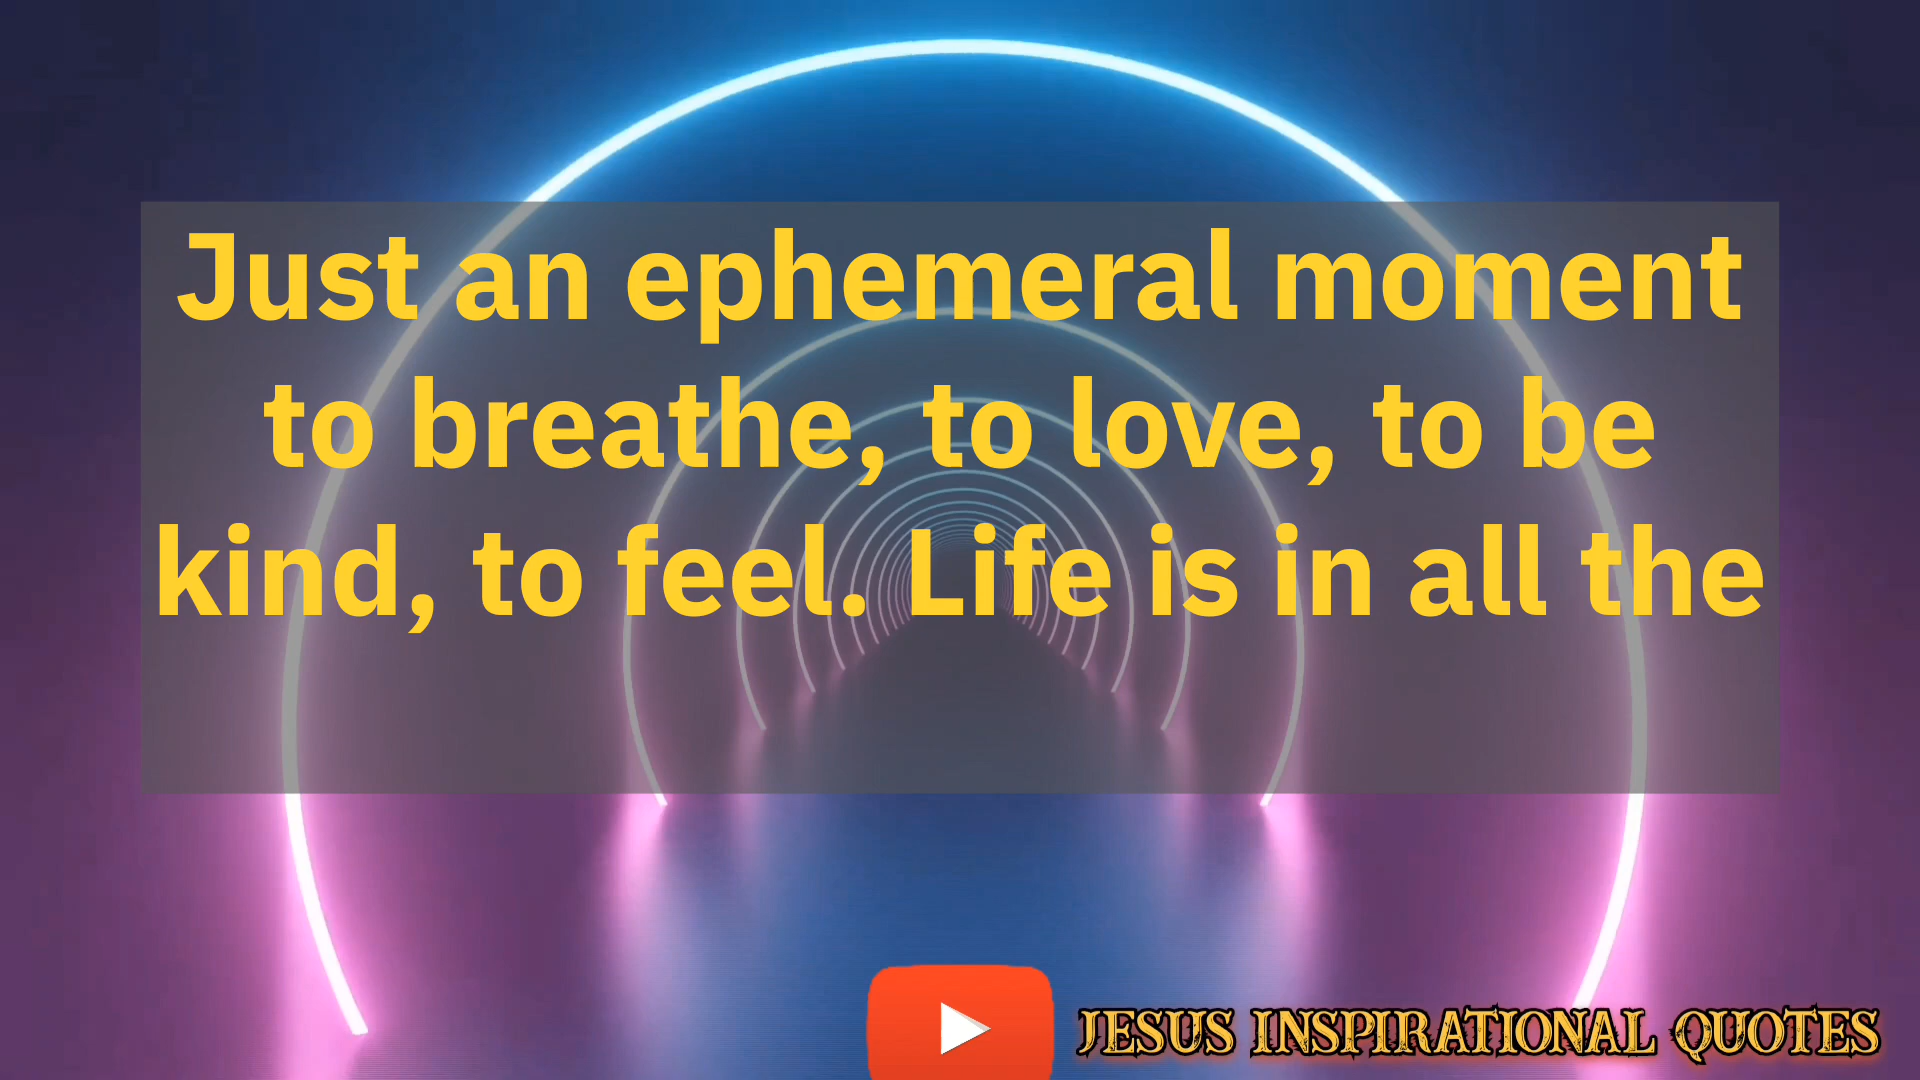 Just an ephemeral moment
to breathe, to love, to be
kind, to feel. Life is in all the
JESUS INSPIRATIONAL QUOTES